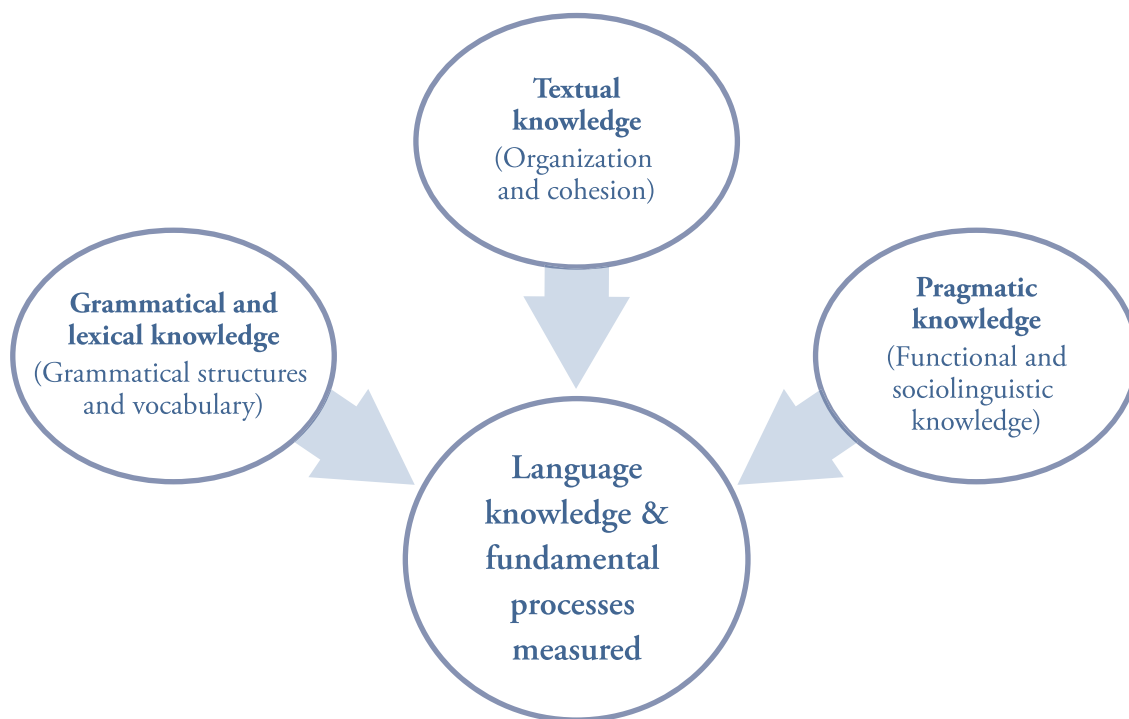 Textual
knowledge
(Organization
and cohesion)
Grammatical and
lexical knowledge
(Grammatical structures
and vocabulary)
Pragmatic
knowledge
(Functional and
sociolinguistic
knowledge)
Language
knowledge &
fundamental
processes
measured